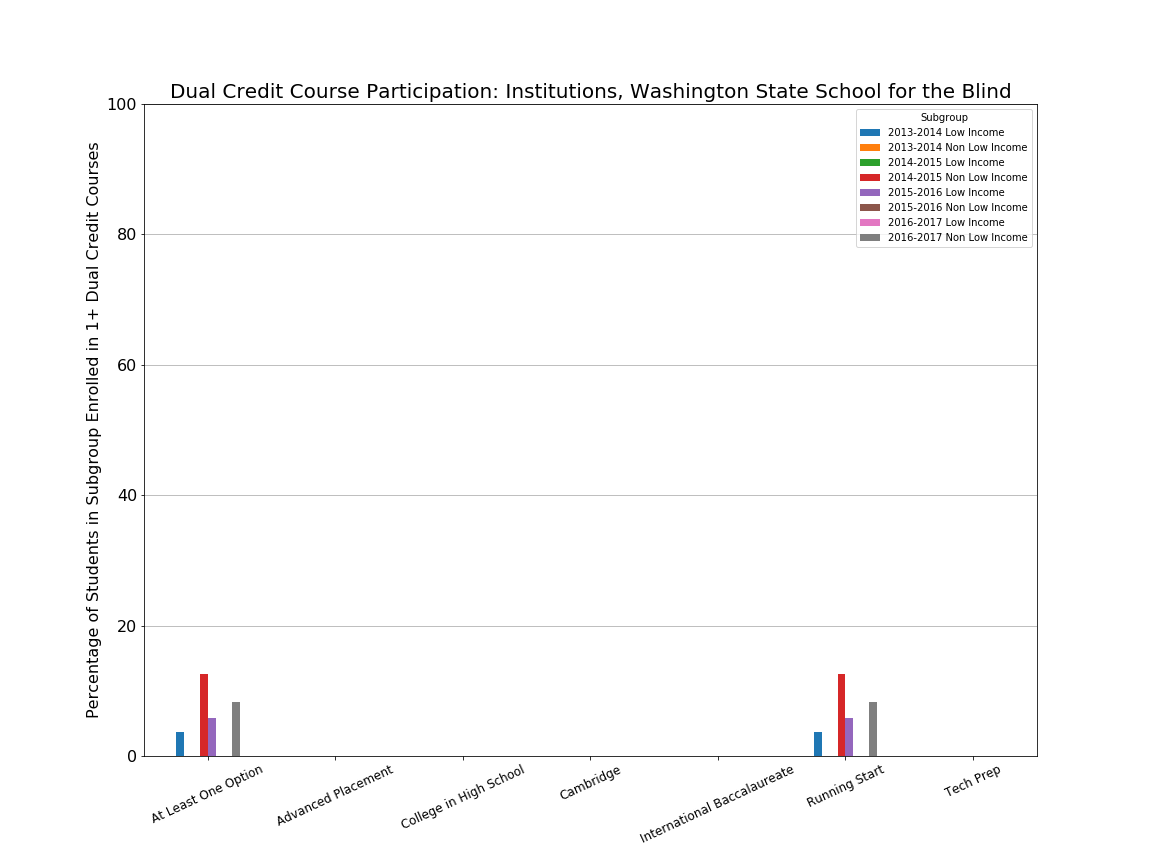 Dual Credit Course Participation: Institutions, Washington State School for the Blind
Percentage of Students in Subgroup Enrolled in 1+ Dual Credit Courses
100
80
60
40
20
0
Subgroup
2013-2014 Low Income
2013-2014 Non Low Income
2014-2015 Low Income
2014-2015 Non Low Income
2015-2016 Low Income
2015-2016 Non Low Income
2016-2017 Low Income
2016-2017 Non Low Income
At Least One Option
Advanced Placement
College in High School
Cambridge
International Baccalaureate
Running Start
Tech Prep